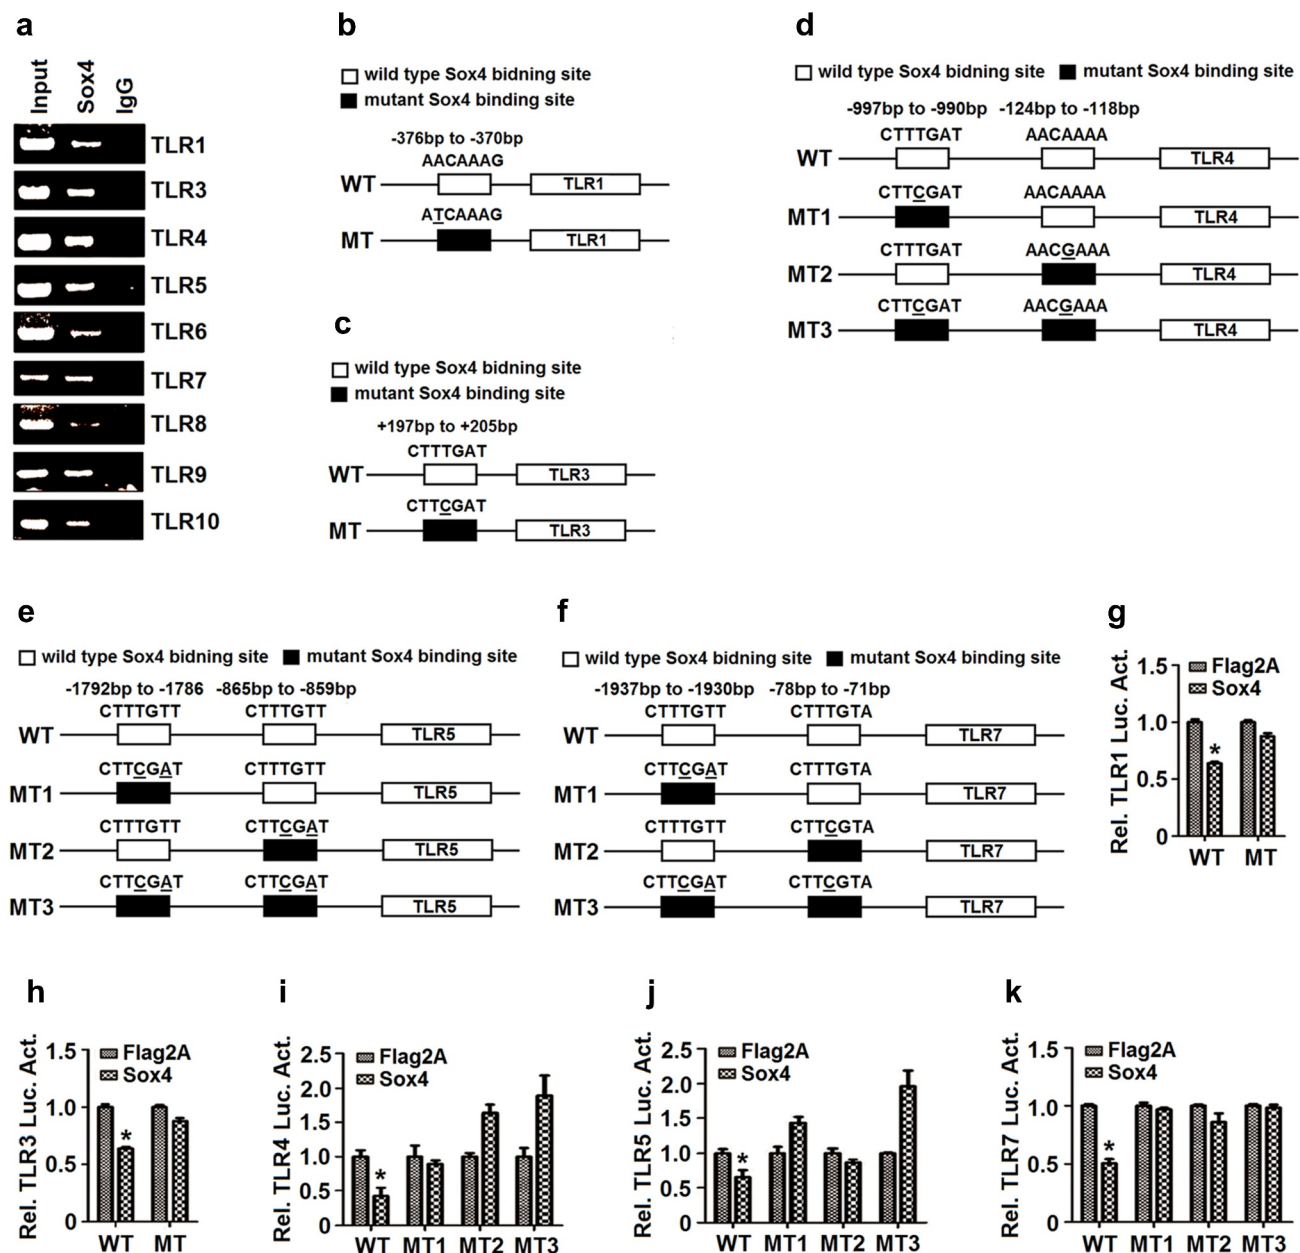 a
Input
Sox4
IgG
TLR1
TLR3
TLR4
TLR5
TLR6
TLR7
TLR8
TLR9
TLR10
b
wild type Sox4 bidning site
mutant Sox4 binding site
-376bp to -370bp
AACAAAG
WT
TLR1
ATCAAAG
MT
TLR1
c
wild type Sox4 bidning site
mutant Sox4 binding site
+197bp to +205bp
CTTTGAT
WT
TLR3
CTTCGAT
MT
TLR3
d
wild type Sox4 bidning site
mutant Sox4 binding site
-997bp to -990bp
-124bp to -118bp
CTTTGAT
AACAAAA
WT
TLR4
CTTCGAT
AACAAAA
MT1
TLR4
CTTTGAT
AACGAAA
MT2
TLR4
CTTCGAT
AACGAAA
MT3
TLR4
e
wild type Sox4 bidning site
mutant Sox4 binding site
-1792bp to -1786
-865bp to -859bp
CTTTGTT
CTTTGTT
WT
TLR5
CTTCGAT
CTTTGTT
MT1
TLR5
CTTTGTT
CTTCGAT
MT2
TLR5
CTTCGAT
CTTCGAT
MT3
TLR5
f
wild type Sox4 bidning site
mutant Sox4 binding site
-1937bp to -1930bp
-78bp to -71bp
CTTTGTT
CTTTGTA
WT
TLR7
CTTCGAT
CTTTGTA
MT1
TLR7
CTTTGTT
CTTCGTA
MT2
TLR7
CTTCGAT
CTTCGTA
MT3
TLR7
g
Rel. TLR1 Luc. Act.
1.5
1.0
0.5
0
Flag2A
Sox4
*
WT
MT
h
Rel. TLR3 Luc. Act.
1.5
1.0
0.5
0
Flag2A
Sox4
*
WT
MT
i
Rel. TLR4 Luc. Act.
2.5
2.0
1.5
1.0
0.5
0
Flag2A
Sox4
*
WT
MT1
MT2
MT3
j
Rel. TLR5 Luc. Act.
2.5
2.0
1.5
1.0
0.5
0
Flag2A
Sox4
*
WT
MT1
MT2
MT3
k
Rel. TLR7 Luc. Act.
1.5
1.0
0.5
0
Flag2A
Sox4
*
WT
MT1
MT2
MT3